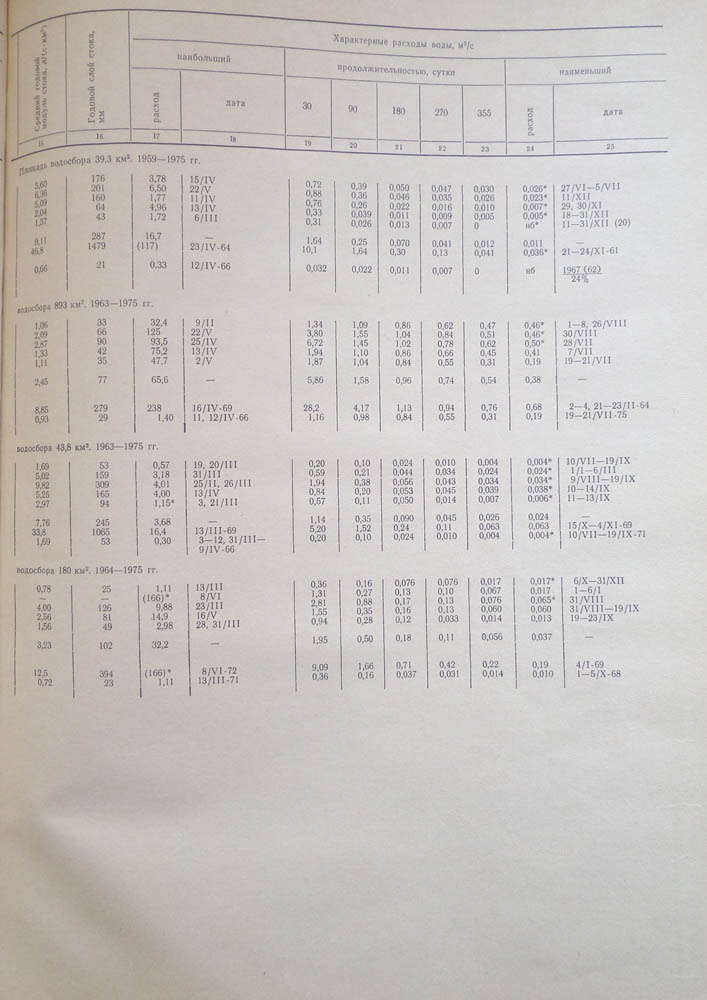 Средний годовой модуль стока, л/(с·км²)
Годовой слой стока, мм
Характерные расходы воды, м³/с
наибольший
продолжительностью, сутки
наименьший
расход дата 30 90 180 270 355 расход дата
15 16 17 18 19 20 21 22 23 24 25
Площадь водосбора 39,3 км². 1959—1975 гг.
5,60 176 3,78 15/IV 0,72 0,39 0,050 0,047 0,030 0,026* 27/VI—5/VII
6,36 201 6,50 22/V 0,88 0,36 0,046 0,035 0,026 0,023* 11/XII
5,09 160 1,77 11/IV 0,76 0,26 0,022 0,016 0,010 0,007* 29, 30/XI
2,04 64 4,96 13/IV 0,33 0,039 0,011 0,009 0,005 0,005* 18—31/XII
1,37 43 1,72 6/III 0,31 0,026 0,013 0,007 0 нб* 11—31/XII (20)
9,11 287 16,7 — 1,64 0,25 0,070 0,041 0,012 0,011 —
46,8 1479 (117) 23/IV-64 10,1 1,64 0,30 0,13 0,041 0,036* 21—24/XI-61
0,66 21 0,33 12/IV-66 0,032 0,022 0,011 0,007 0 нб 1967 (62)
24%
водосбора 893 км². 1963—1975 гг.
1,06 33 32,4 9/II 1,34 1,09 0,86 0,62 0,47 0,46* 1—8, 26/VIII
2,09 66 125 22/V 3,80 1,55 1,04 0,84 0,51 0,46* 30/VIII
2,87 90 93,5 25/IV 6,72 1,45 1,02 0,78 0,62 0,50* 28/VII
1,33 42 75,2 13/IV 1,94 1,10 0,86 0,66 0,45 0,41 7/VII
1,11 35 47,7 2/V 1,87 1,04 0,84 0,55 0,31 0,19 19—21/VII
2,45 77 65,6 — 5,86 1,58 0,96 0,74 0,54 0,38 —
8,85 279 238 16/IV-69 28,2 4,17 1,13 0,94 0,76 0,68 2—4, 21—23/II-64
0,93 29 1,40 11, 12/IV-66 1,16 0,98 0,84 0,55 0,31 0,19 19—21/VII-75
водосбора 43,8 км². 1963—1975 гг.
1,69 53 0,57 19, 20/III 0,20 0,10 0,024 0,010 0,004 0,004* 10/VII—19/IX
5,02 159 3,18 31/III 0,59 0,21 0,044 0,034 0,024 0,024* 1/I—6/III
9,82 309 4,01 25/II, 26/III 1,94 0,38 0,056 0,043 0,034 0,034* 9/VIII—19/IX
5,25 165 4,00 13/IV 0,84 0,20 0,053 0,045 0,039 0,038* 10—14/IX
2,97 94 1,15* 3, 21/III 0,57 0,11 0,050 0,014 0,007 0,006* 11—13/IX
7,76 245 3,68 — 1,14 0,35 0,090 0,045 0,026 0,024 —
33,8 1065 16,4 13/III-69 5,20 1,52 0,24 0,11 0,063 0,063 15/X—4/XI-69
1,69 53 0,30 3—12, 31/III— 0,20 0,10 0,024 0,010 0,004 0,004* 10/VII—19/IX-71
9/IV-66
водосбора 180 км². 1964—1975 гг.
0,78 25 1,11 13/III 0,36 0,16 0,076 0,076 0,017 0,017* 6/X—31/XII
— — (166)* 8/VI 1,31 0,27 0,13 0,10 0,067 0,017 1—6/I
4,00 126 9,88 23/III 2,81 0,88 0,17 0,13 0,076 0,065* 31/VIII
2,56 81 14,9 16/V 1,55 0,35 0,16 0,13 0,060 0,060 31/VIII—19/IX
1,56 49 2,98 28, 31/III 0,94 0,28 0,12 0,033 0,014 0,013 19—23/IX
3,23 102 32,2 — 1,95 0,50 0,18 0,11 0,056 0,037 —
12,5 394 (166)* 8/VI-72 9,09 1,66 0,71 0,42 0,22 0,19 4/I-69
0,72 23 1,11 13/III-71 0,36 0,16 0,037 0,031 0,014 0,010 1—5/X-68